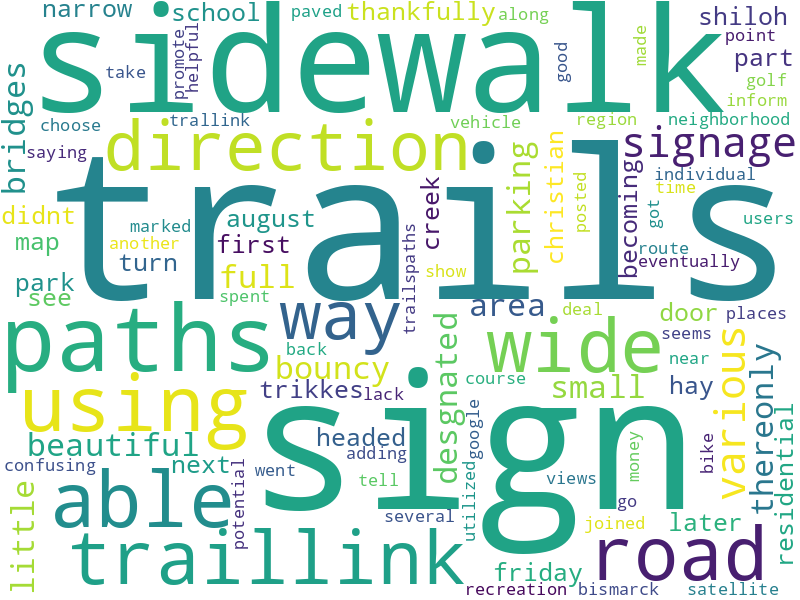 narrow school paved thankfully along shiloh
sidewalk
promote helpful good made point part
take golf
inform
bridges choose traillink vehicle region neighborhood
saying direction signage
trails
parking christian becoming individual
time
didnt marked august creek posted got users
map another first route
turn trailspaths eventually
park full show
see spent
way area deal door places
paths back wide seems
bouncy designated near various thereonly
using trikkes lack course small hay
sign
beautiful headed google bike residential
confusing next went adding money
potential tell utilized views go
little able several joined later
traillink road
friday
recreation bismarck satellite